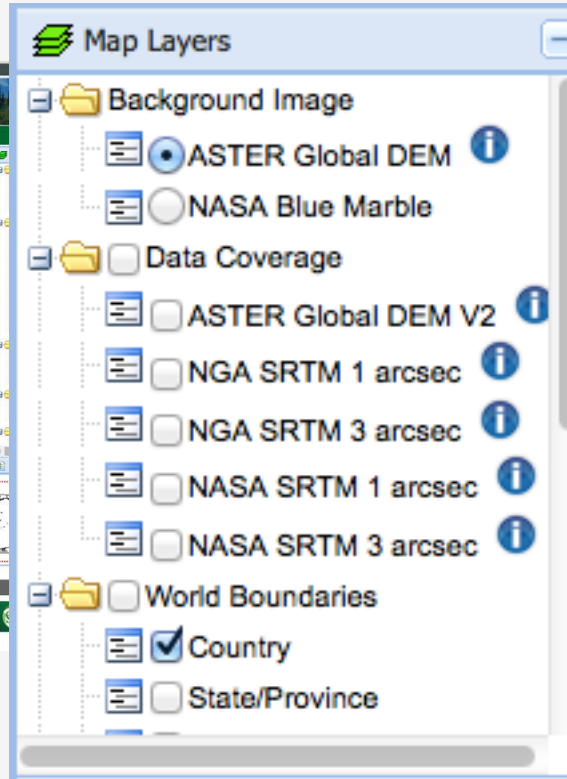 Map Layers
Background Image
ASTER Global DEM
NASA Blue Marble
Data Coverage
ASTER Global DEM V2
NGA SRTM 1 arcsec
NGA SRTM 3 arcsec
NASA SRTM 1 arcsec
NASA SRTM 3 arcsec
World Boundaries
Country
State/Province